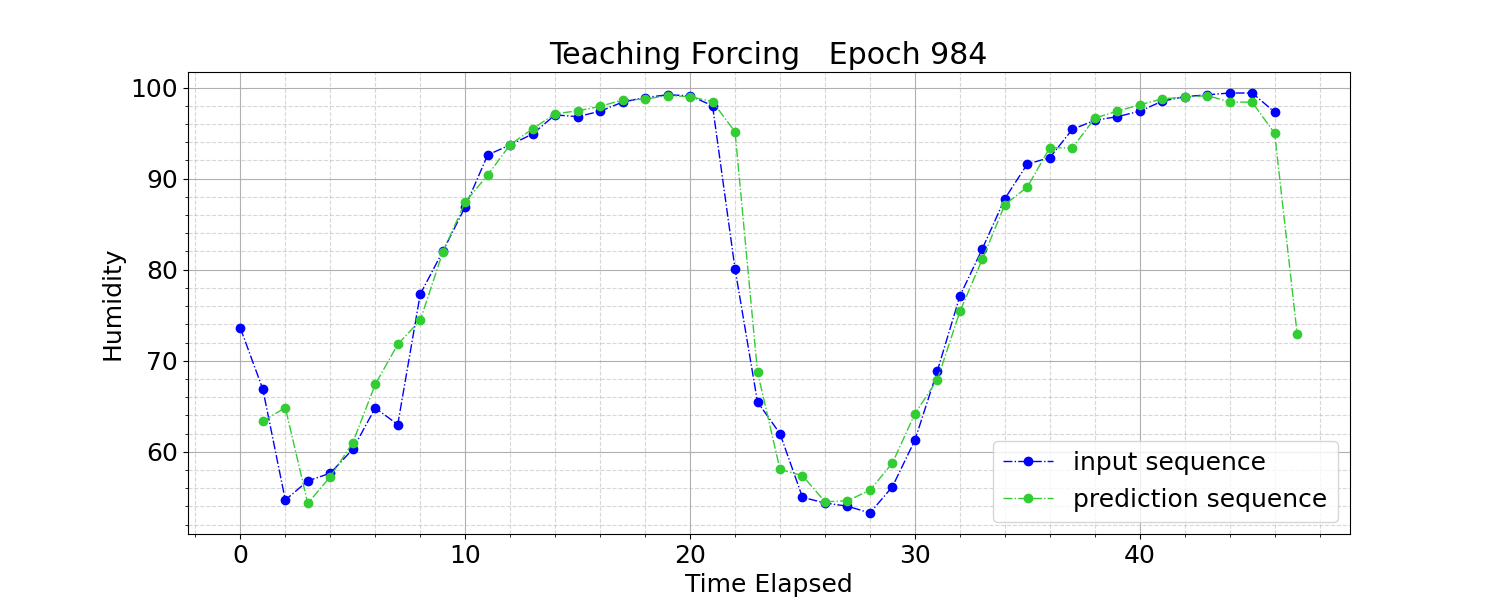 Teaching Forcing   Epoch 984
100
90
80
70
60
Humidity
0 10 20 30 40
Time Elapsed
input sequence
prediction sequence